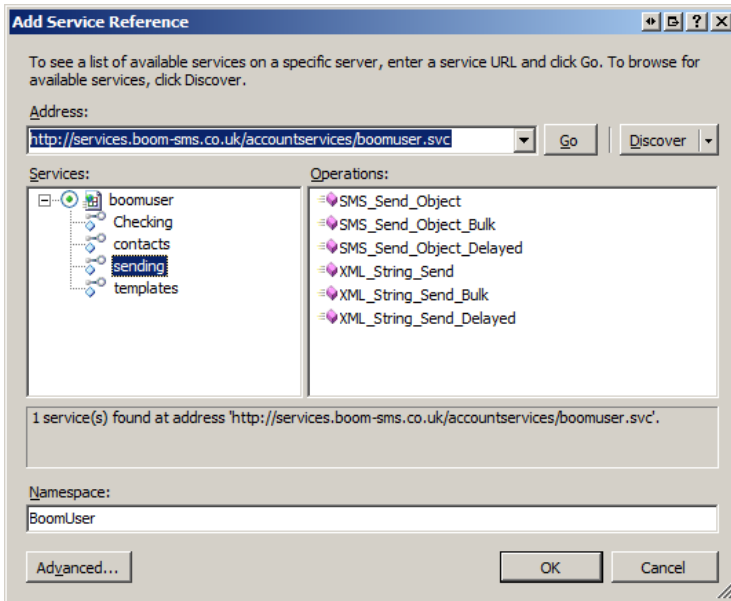 Add Service Reference
To see a list of available services on a specific server, enter a service URL and click Go. To browse for
available services, click Discover.
Address:
http://services.boom-sms.co.uk/accountservices/boomuser.svc
Go
Discover
Services:
Operations:
boomuser
Checking
contacts
sending
templates
SMS_Send_Object
SMS_Send_Object_Bulk
SMS_Send_Object_Delayed
XML_String_Send
XML_String_Send_Bulk
XML_String_Send_Delayed
1 service(s) found at address 'http://services.boom-sms.co.uk/accountservices/boomuser.svc'.
Namespace:
BoomUser
Advanced...
OK
Cancel